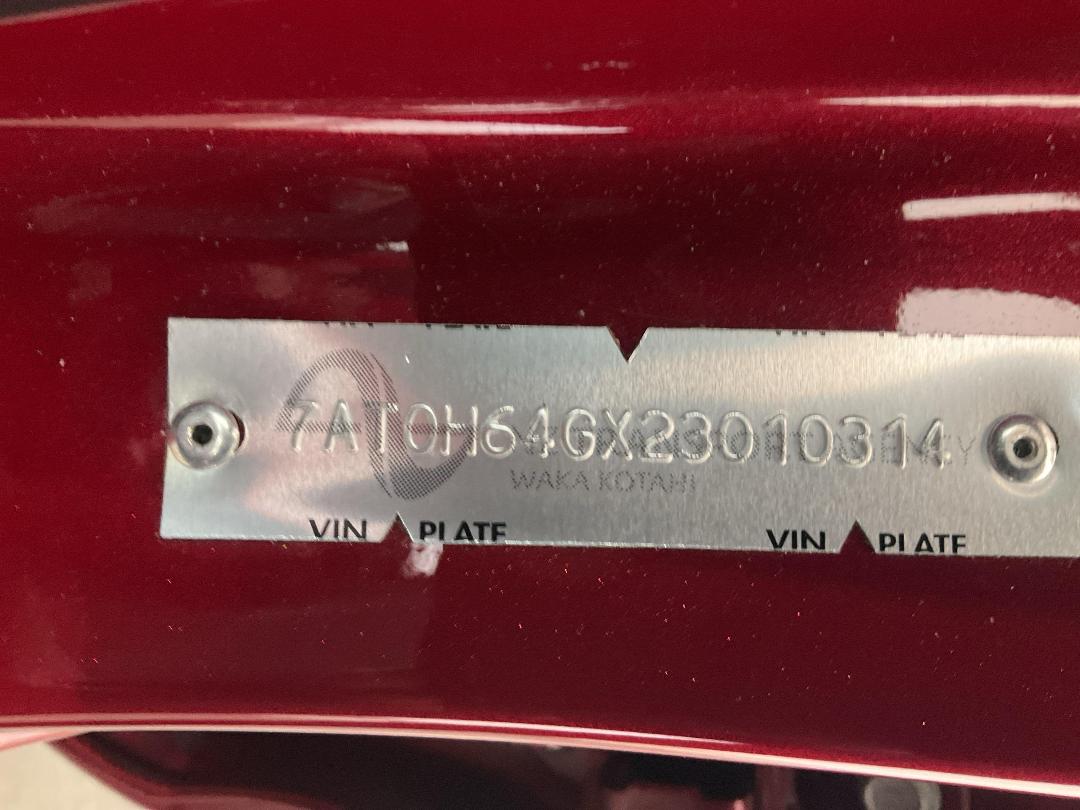 7AT0H64GX23010314
WAKA KOTAHI
VIN PLATE VIN PLATE